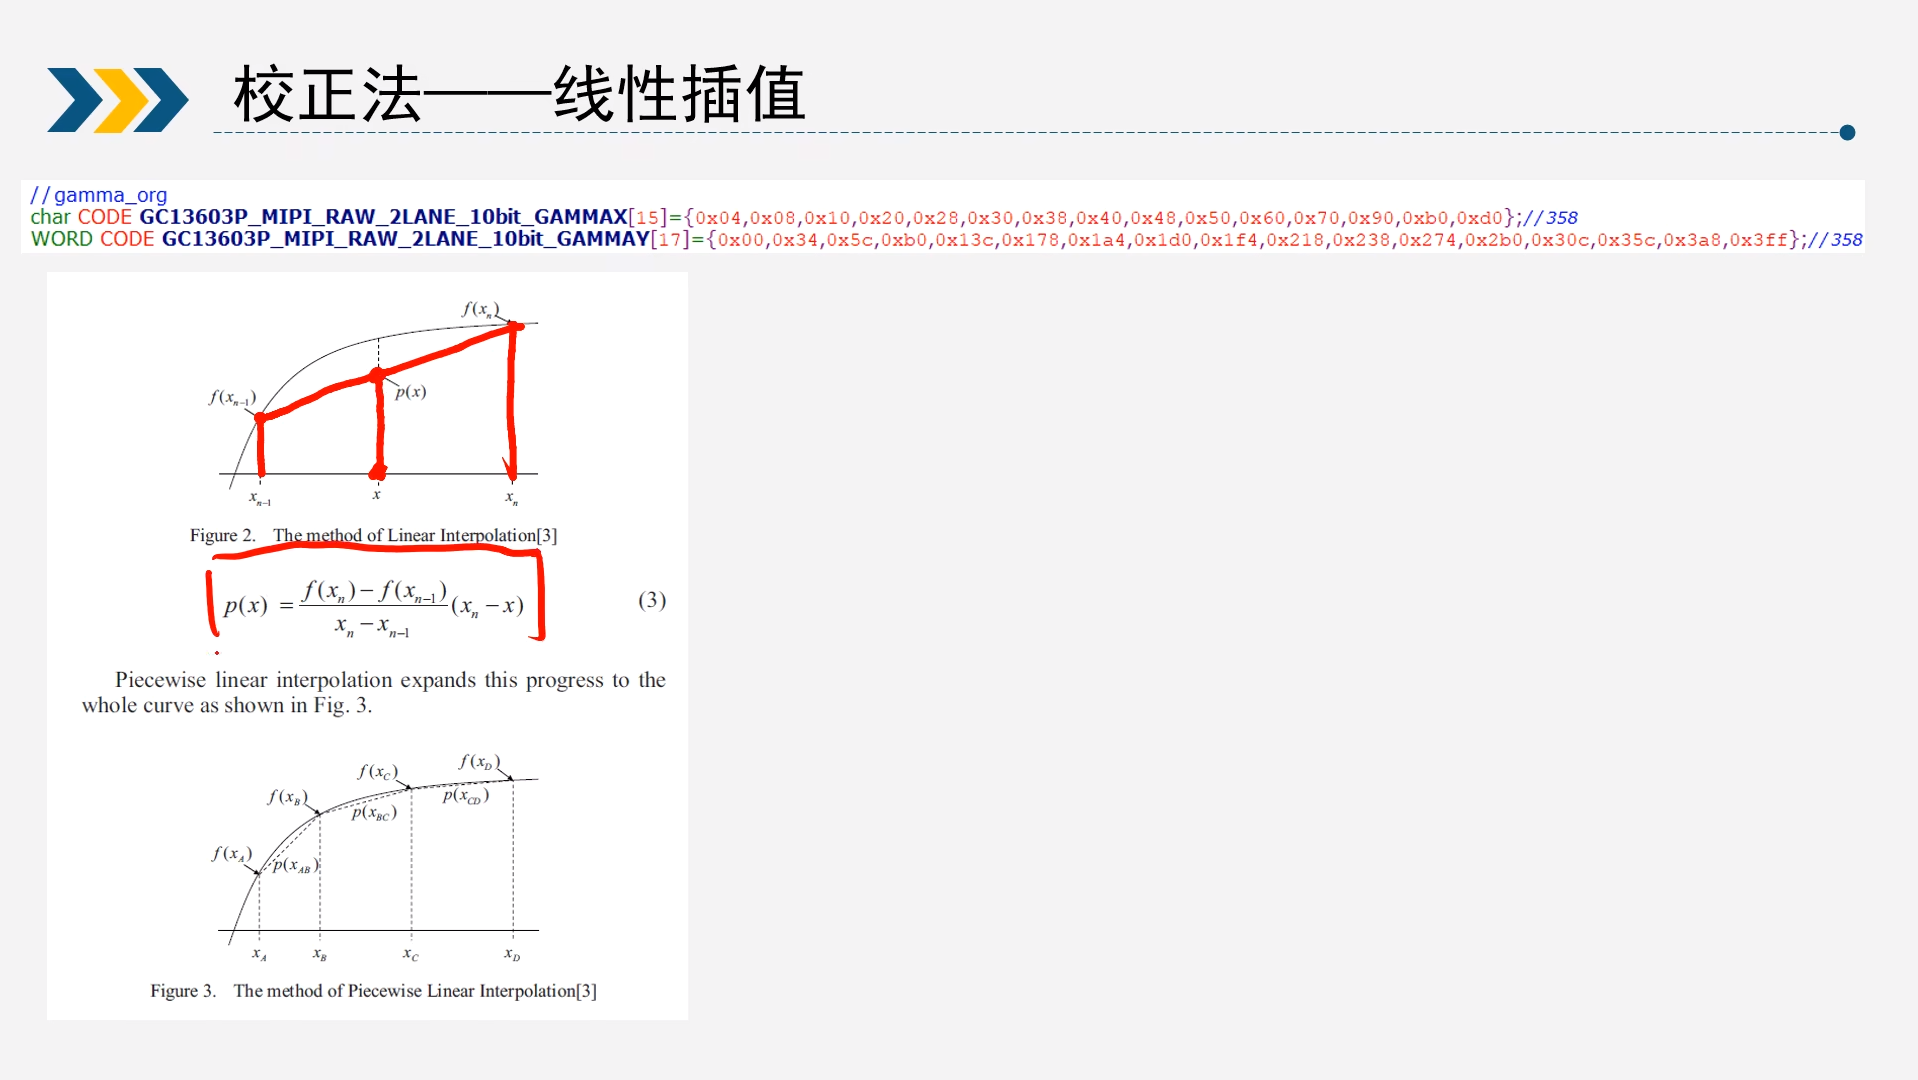 校正法——线性插值
//gamma_org
char CODE GC13603P_MIPI_RAW_2LANE_10bit_GAMMAX[15]={0x04,0x08,0x10,0x20,0x28,0x30,0x38,0x40,0x48,0x50,0x60,0x70,0x90,0xb0,0xd0};//358
WORD CODE GC13603P_MIPI_RAW_2LANE_10bit_GAMMAY[17]={0x00,0x34,0x5c,0xb0,0x13c,0x178,0x1a4,0x1d0,0x1f4,0x218,0x238,0x274,0x2b0,0x30c,0x35c,0x3a8,0x3ff};//358
f(x_n)
f(x_{n-1})
p(x)
x_{n-1} x x_n
Figure 2. The method of Linear Interpolation[3]
p(x) = \frac{f(x_n) - f(x_{n-1})}{x_n - x_{n-1}} (x_n - x) (3)
Piecewise linear interpolation expands this progress to the
whole curve as shown in Fig. 3.
f(x_D)
f(x_C)
f(x_B)
p(x_{CD})
p(x_{BC})
f(x_A)
p(x_{AB})
x_A x_B x_C x_D
Figure 3. The method of Piecewise Linear Interpolation[3]